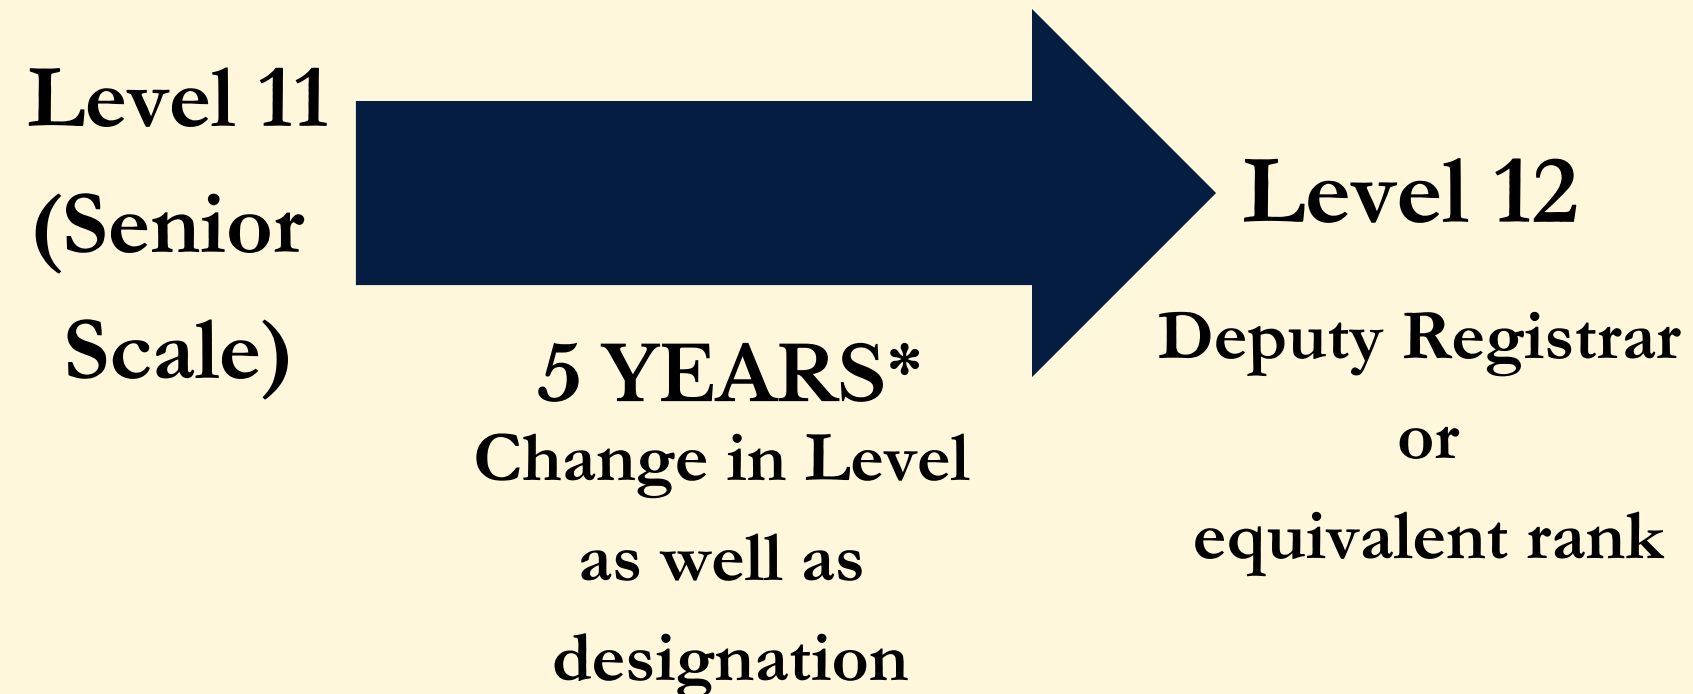 Level 11
(Senior
Scale)
5 YEARS*
Change in Level
as well as
designation
Level 12
Deputy Registrar
or
equivalent rank